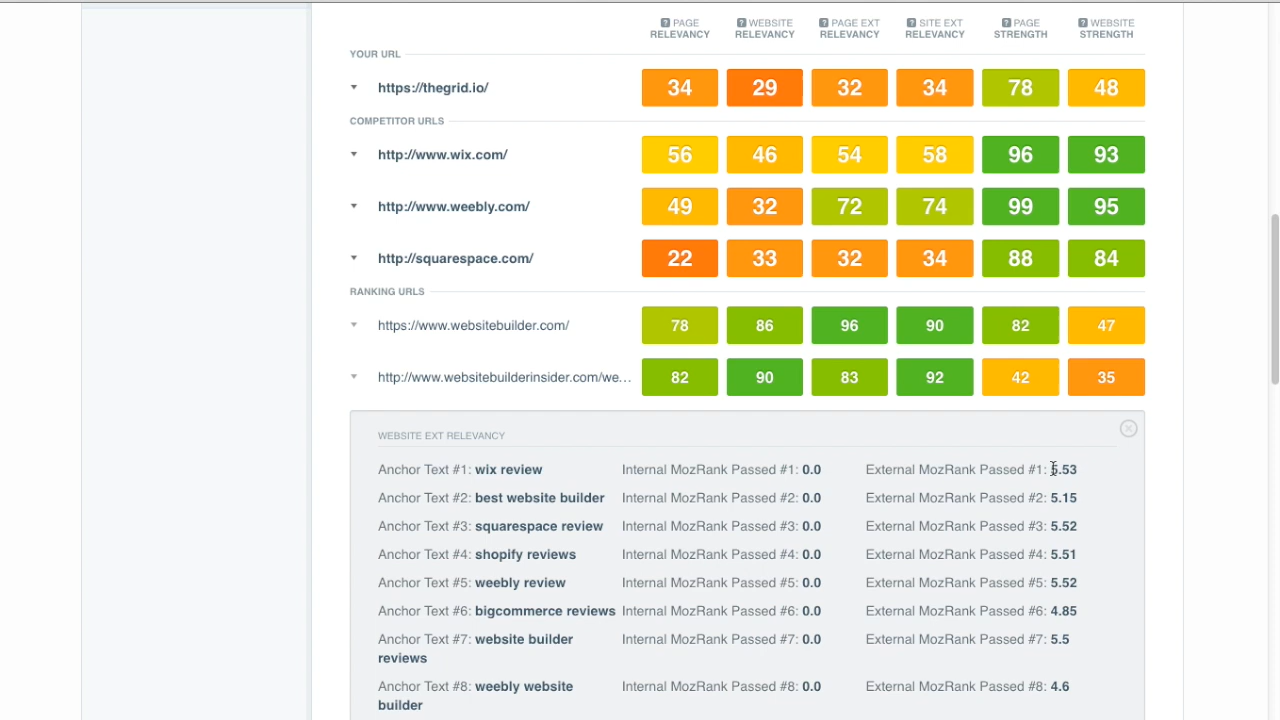 ? PAGE RELEVANCY
? WEBSITE RELEVANCY
? PAGE EXT RELEVANCY
? SITE EXT RELEVANCY
? PAGE STRENGTH
? WEBSITE STRENGTH
YOUR URL
https://thegrid.io/ 34 29 32 34 78 48
COMPETITOR URLS
http://www.wix.com/ 56 46 54 58 96 93
http://www.weebly.com/ 49 32 72 74 99 95
http://squarespace.com/ 22 33 32 34 88 84
RANKING URLS
https://www.websitebuilder.com/ 78 86 96 90 82 47
http://www.websitebuilderinsider.com/we... 82 90 83 92 42 35
WEBSITE EXT RELEVANCY
Anchor Text #1: wix review Internal MozRank Passed #1: 0.0 External MozRank Passed #1: 5.53
Anchor Text #2: best website builder Internal MozRank Passed #2: 0.0 External MozRank Passed #2: 5.15
Anchor Text #3: squarespace review Internal MozRank Passed #3: 0.0 External MozRank Passed #3: 5.52
Anchor Text #4: shopify reviews Internal MozRank Passed #4: 0.0 External MozRank Passed #4: 5.51
Anchor Text #5: weebly review Internal MozRank Passed #5: 0.0 External MozRank Passed #5: 5.52
Anchor Text #6: bigcommerce reviews Internal MozRank Passed #6: 0.0 External MozRank Passed #6: 4.85
Anchor Text #7: website builder Internal MozRank Passed #7: 0.0 External MozRank Passed #7: 5.5
reviews
Anchor Text #8: weebly website Internal MozRank Passed #8: 0.0 External MozRank Passed #8: 4.6
builder